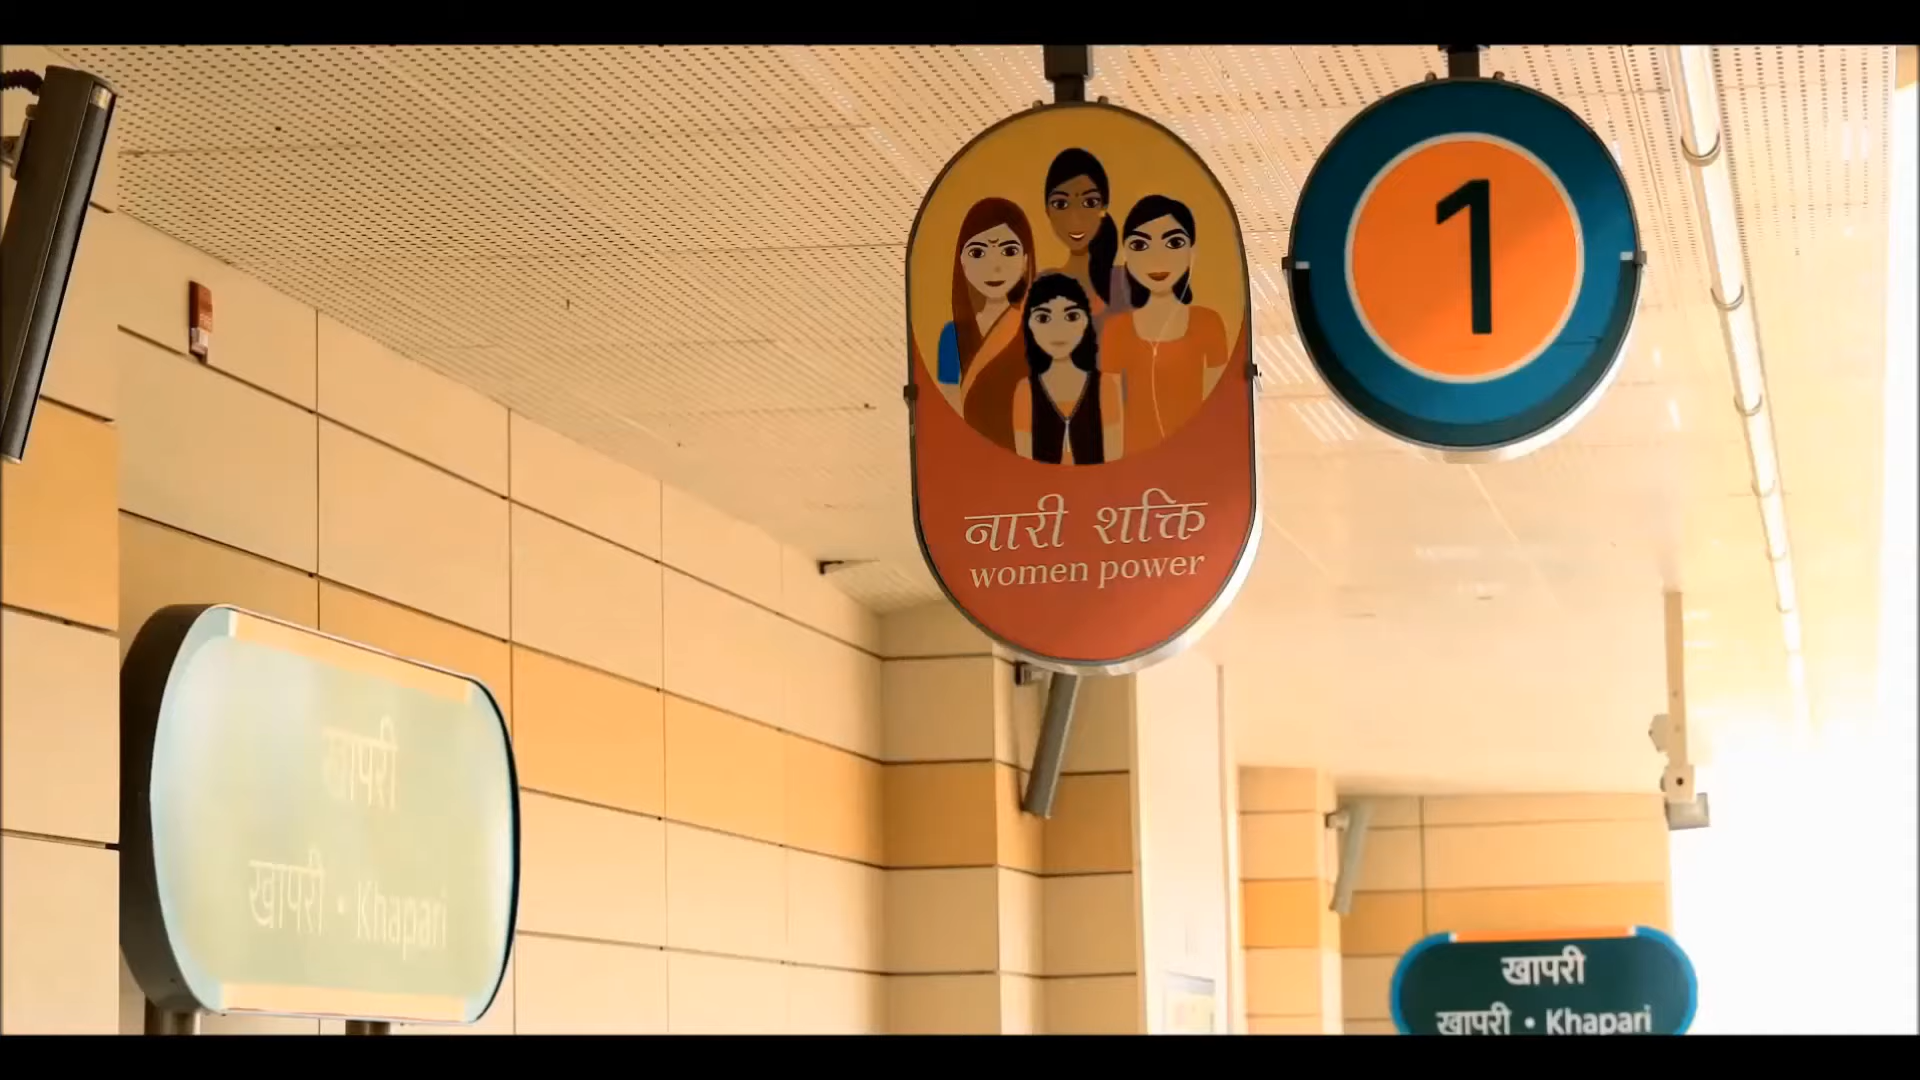 1
नारी शक्ति
women power
खापरी
खापरी • Khapari
खापरी
खापरी • Khapari